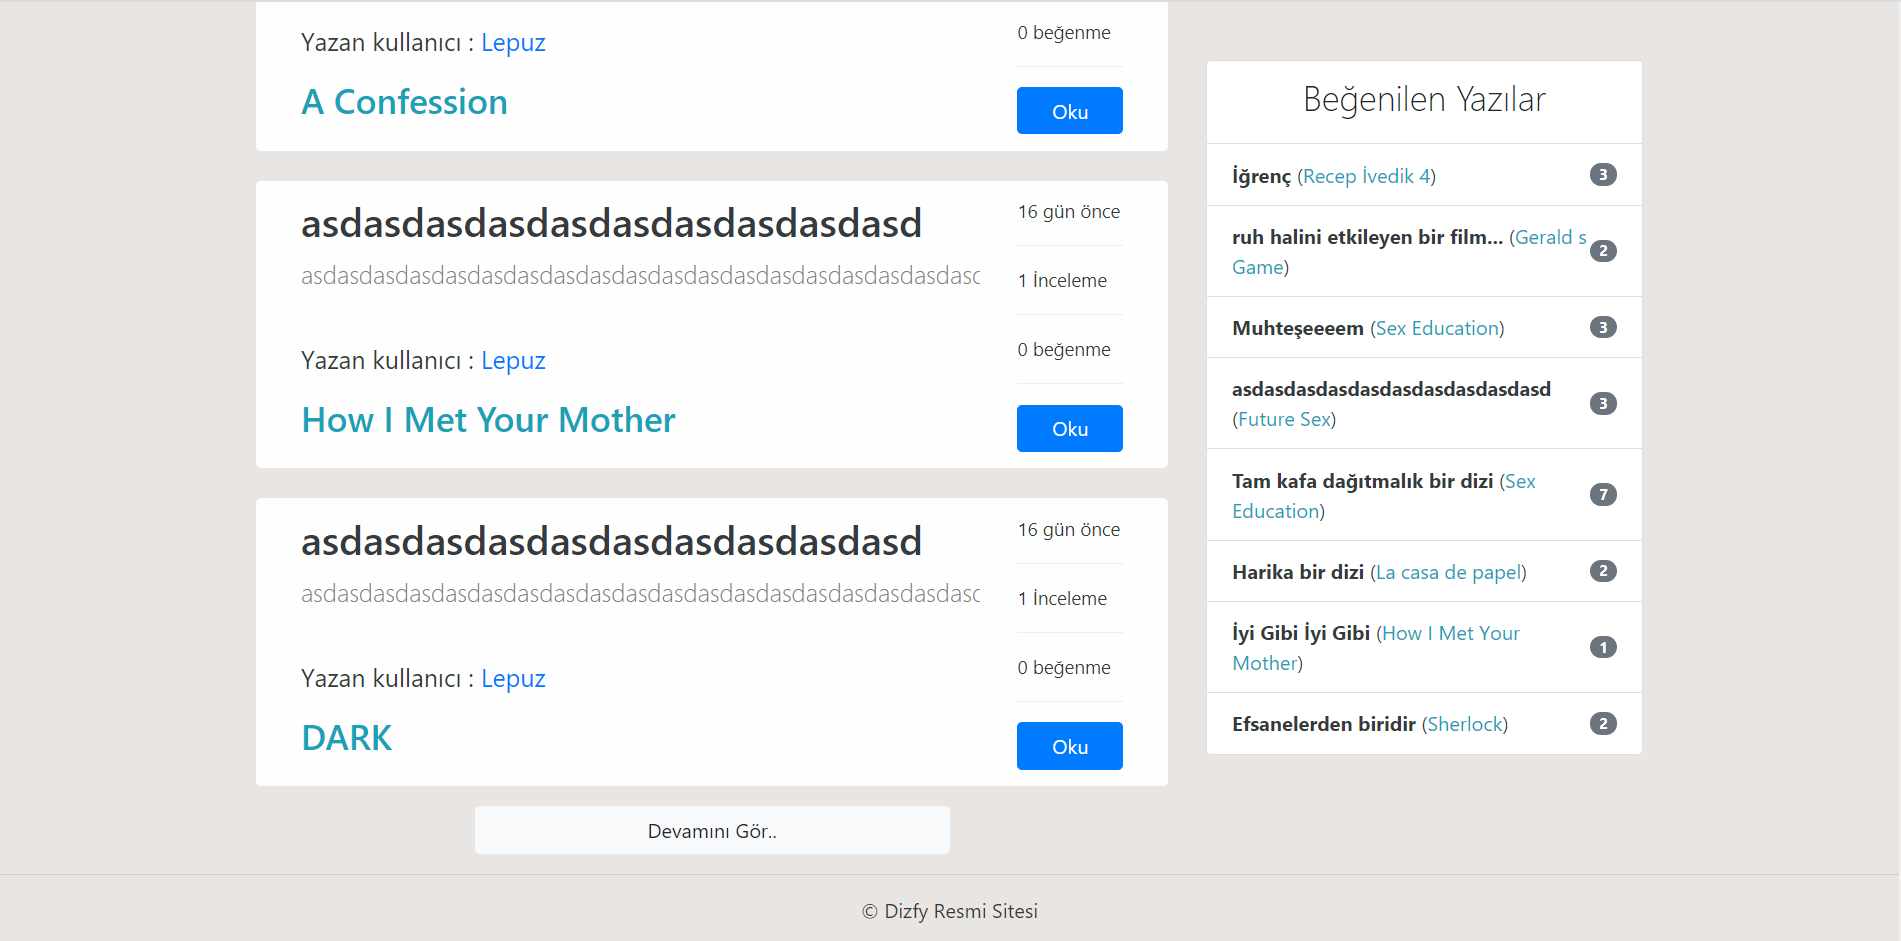 Yazan kullanıcı : Lepuz
A Confession
0 beğenme
Oku
asdasdasdasdasdasdasdasdasdasd
asdasdasdasdasdasdasdasdasdasdasdasdasdasdasdasdasdasdasc
Yazan kullanıcı : Lepuz
How I Met Your Mother
16 gün önce
1 İnceleme
0 beğenme
Oku
asdasdasdasdasdasdasdasdasdasd
asdasdasdasdasdasdasdasdasdasdasdasdasdasdasdasdasdasdasc
Yazan kullanıcı : Lepuz
DARK
16 gün önce
1 İnceleme
0 beğenme
Oku
Devamını Gör..
Beğenilen Yazılar
İğrenç (Recep İvedik 4) 3
ruh halini etkileyen bir film... (Gerald s
Game) 2
Muhteşeeeem (Sex Education) 3
asdasdasdasdasdasdasdasdasdasd
(Future Sex) 3
Tam kafa dağıtmalık bir dizi (Sex
Education) 7
Harika bir dizi (La casa de papel) 2
İyi Gibi İyi Gibi (How I Met Your
Mother) 1
Efsanelerden biridir (Sherlock) 2
© Dizfy Resmi Sitesi